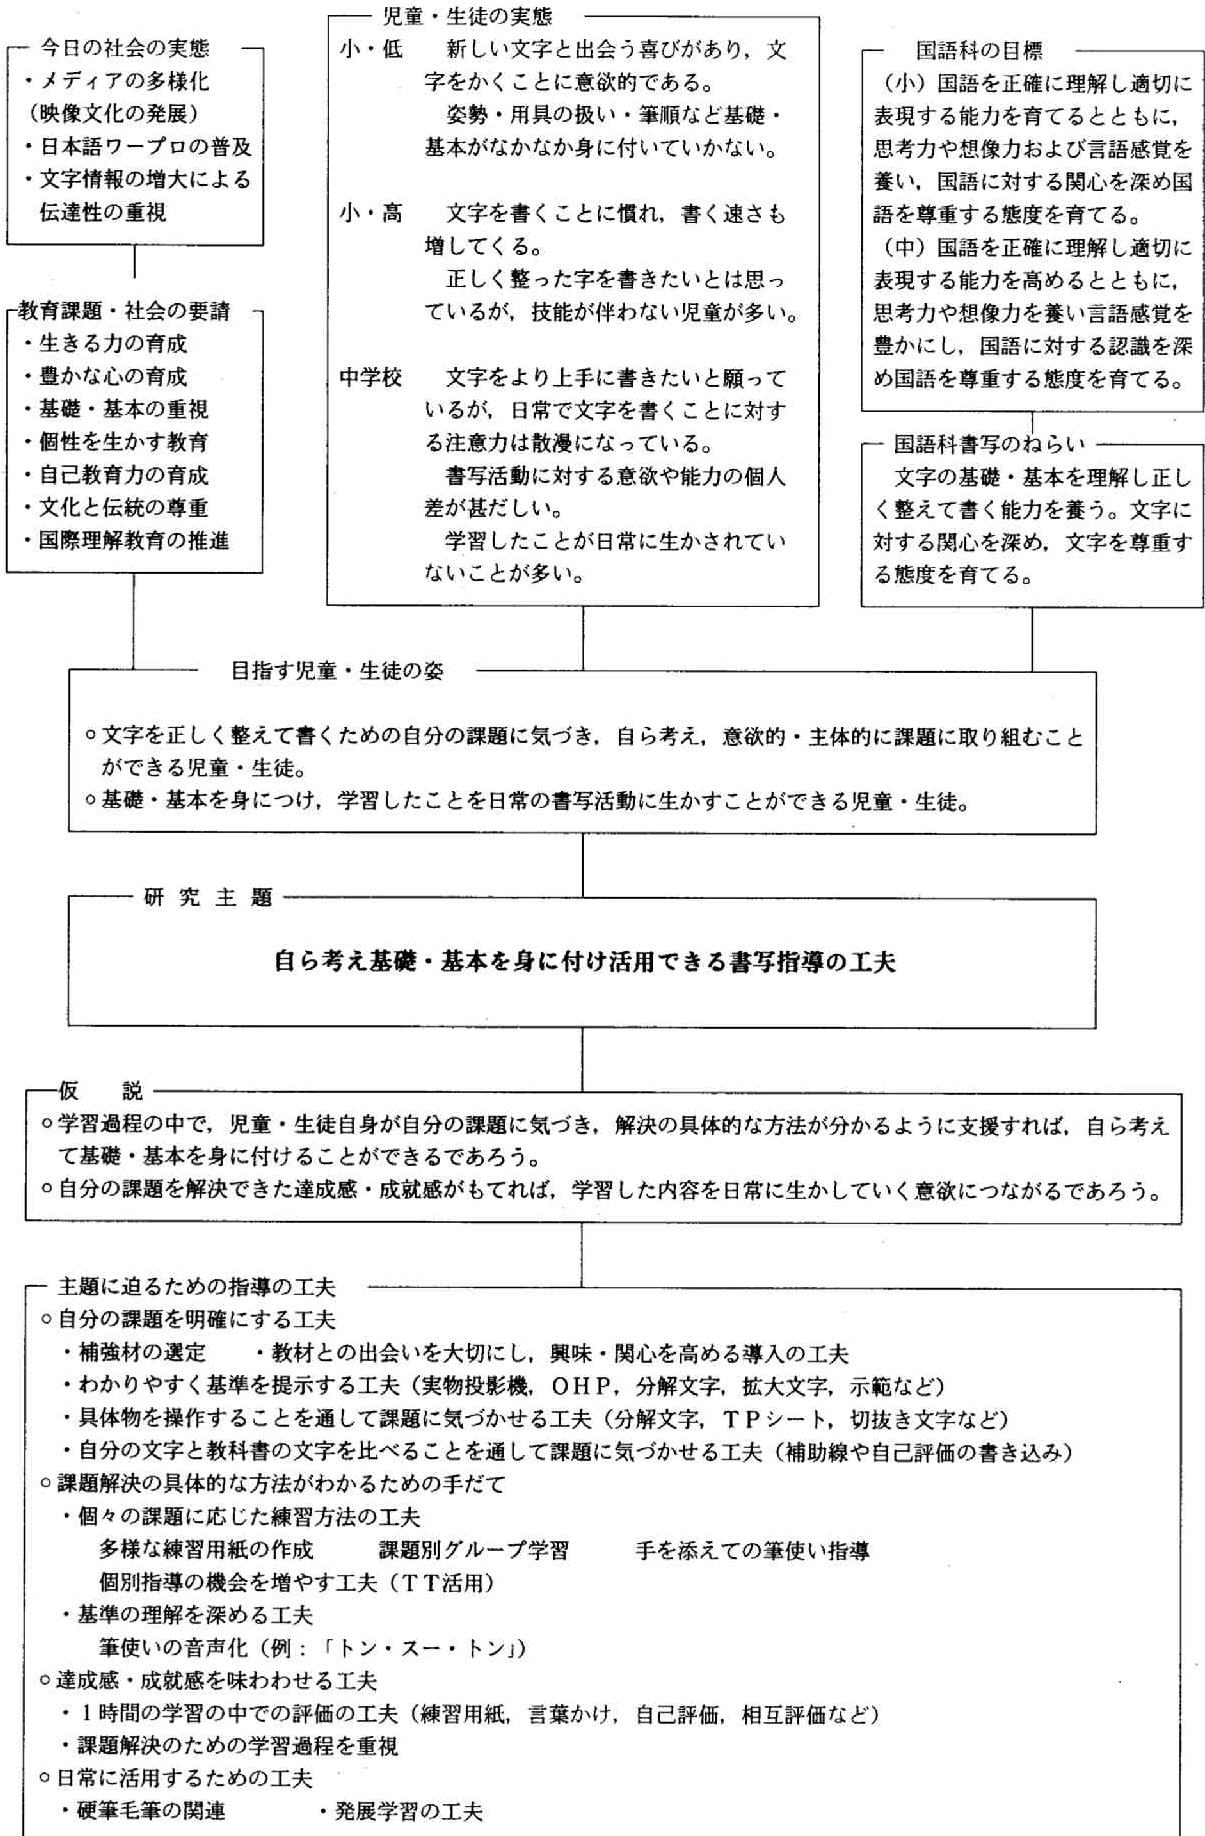 今日の社会の実態
・メディアの多様化
（映像文化の発展）
・日本語ワープロの普及
・文字情報の増大による
伝達性の重視
教育課題・社会の要請
・生きる力の育成
・豊かな心の育成
・基礎・基本の重視
・個性を生かす教育
・自己教育力の育成
・文化と伝統の尊重
・国際理解教育の推進
児童・生徒の実態
小・低　新しい文字と出会う喜びがあり，文
字をかくことに意欲的である。
姿勢・用具の扱い・筆順など基礎・
基本がなかなか身に付いていかない。
小・高　文字を書くことに慣れ，書く速さも
増してくる。
正しく整った字を書きたいとは思っ
ているが，技能が伴わない児童が多い。
中学校　文字をより上手に書きたいと願って
いるが，日常で文字を書くことに対す
る注意力は散漫になっている。
書写活動に対する意欲や能力の個人
差が甚だしい。
学習したことが日常に生かされてい
ないことが多い。
国語科の目標
（小）国語を正確に理解し適切に
表現する能力を育てるとともに，
思考力や想像力および言語感覚を
養い，国語に対する関心を深め国
語を尊重する態度を育てる。
（中）国語を正確に理解し適切に
表現する能力を高めるとともに，
思考力や想像力を養い言語感覚を
豊かにし，国語に対する認識を深
め国語を尊重する態度を育てる。
国語科書写のねらい
文字の基礎・基本を理解し正し
く整えて書く能力を養う。文字に
対する関心を深め，文字を尊重す
る態度を育てる。
目指す児童・生徒の姿
○文字を正しく整えて書くための自分の課題に気づき，自ら考え，意欲的・主体的に課題に取り組むこと
ができる児童・生徒。
○基礎・基本を身につけ，学習したことを日常の書写活動に生かすことができる児童・生徒。
研究主題
自ら考え基礎・基本を身に付け活用できる書写指導の工夫
仮　説
○学習過程の中で，児童・生徒自身が自分の課題に気づき，解決の具体的な方法が分かるように支援すれば，自ら考え
て基礎・基本を身に付けることができるであろう。
○自分の課題を解決できた達成感・成就感がもてれば，学習した内容を日常に生かしていく意欲につながるであろう。
主題に迫るための指導の工夫
○自分の課題を明確にする工夫
・補強材の選定　・教材との出会いを大切にし，興味・関心を高める導入の工夫
・わかりやすく基準を提示する工夫（実物投影機，ＯＨＰ，分解文字，拡大文字，示範など）
・具体物を操作することを通して課題に気づかせる工夫（分解文字，ＴＰシート，切抜き文字など）
・自分の文字と教科書の文字を比べることを通して課題に気づかせる工夫（補助線や自己評価の書き込み）
○課題解決の具体的な方法がわかるための手だて
・個々の課題に応じた練習方法の工夫
多様な練習用紙の作成　課題別グループ学習　手を添えての筆使い指導
個別指導の機会を増やす工夫（ＴＴ活用）
・基準の理解を深める工夫
筆使いの音声化（例：「トン・スー・トン」）
○達成感・成就感を味わわせる工夫
・１時間の学習の中での評価の工夫（練習用紙，言葉かけ，自己評価，相互評価など）
・課題解決のための学習過程を重視
○日常に活用するための工夫
・硬筆毛筆の関連　・発展学習の工夫